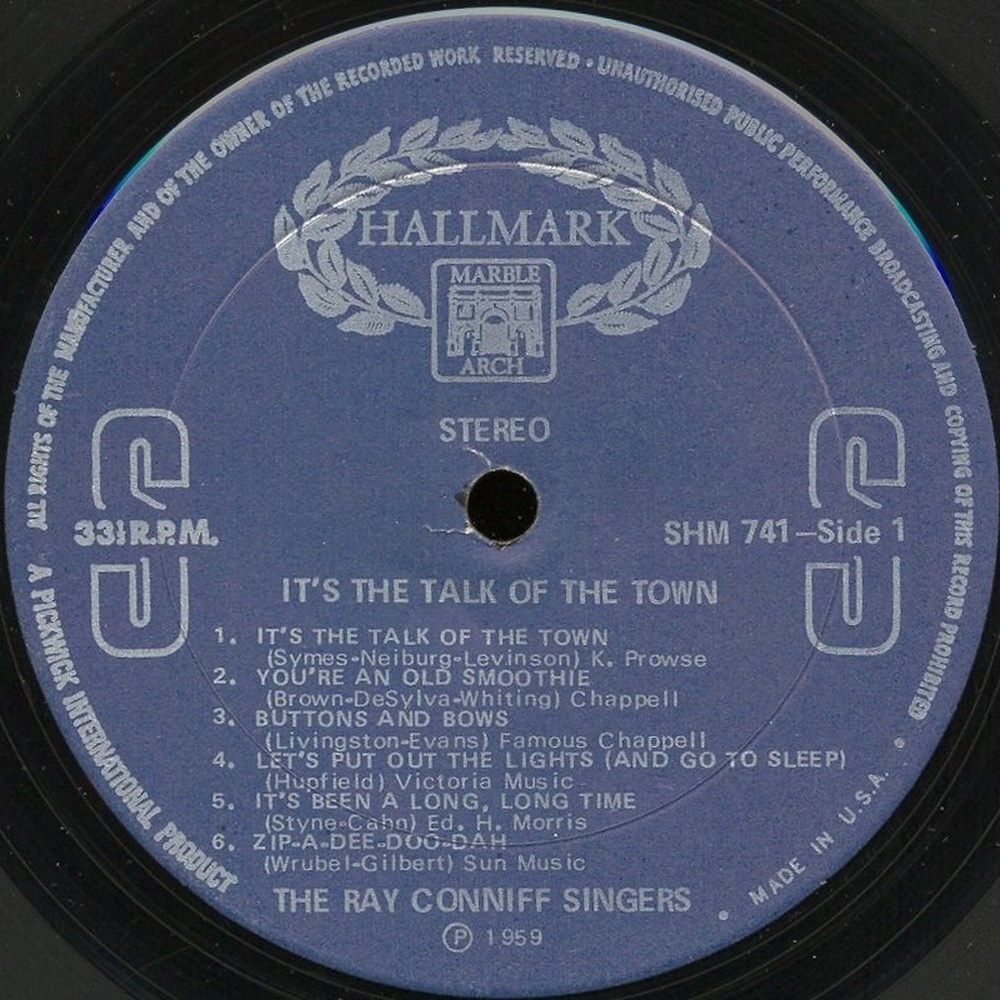 ALL RIGHTS OF THE MANUFACTURER AND OF THE OWNER OF THE RECORDED WORK RESERVED • UNAUTHORISED PUBLIC PERFORMANCE BROADCASTING AND COPYING OF THIS RECORD PROHIBITED
HALLMARK
MARBLE
ARCH
STEREO
33⅓ R.P.M.
SHM 741–Side 1
IT'S THE TALK OF THE TOWN
1. IT'S THE TALK OF THE TOWN
(Symes-Neiburg-Levinson) K. Prowse
2. YOU'RE AN OLD SMOOTHIE
(Brown-DeSylva-Whiting) Chappell
3. BUTTONS AND BOWS
(Livingston-Evans) Famous Chappell
4. LET'S PUT OUT THE LIGHTS (AND GO TO SLEEP)
(Hupfield) Victoria Music
5. IT'S BEEN A LONG, LONG TIME
(Styne-Cahn) Ed. H. Morris
6. ZIP-A-DEE-DOO-DAH
(Wrubel-Gilbert) Sun Music
THE RAY CONNIFF SINGERS
Ⓟ 1959
A PICKWICK INTERNATIONAL PRODUCT
• MADE IN U.S.A. •